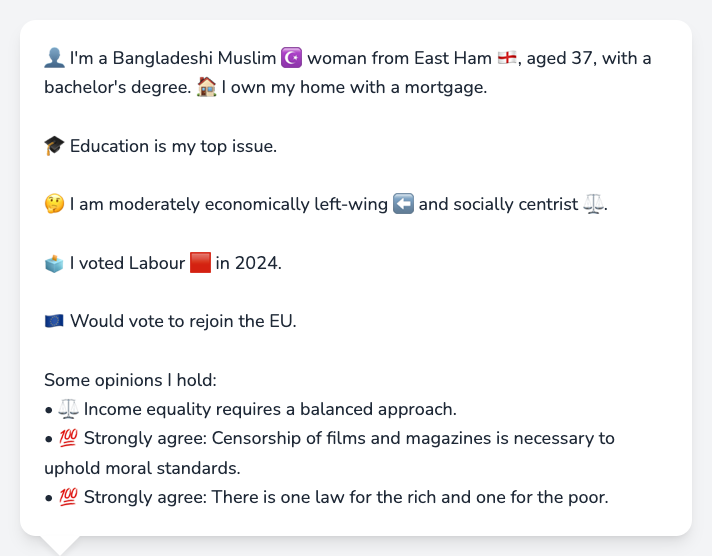 👤 I'm a Bangladeshi Muslim ☪️ woman from East Ham 🏴󠁧󠁢󠁥󠁮󠁧󠁿, aged 37, with a
bachelor's degree. 🏠 I own my home with a mortgage.
🎓 Education is my top issue.
🤔 I am moderately economically left-wing ⬅️ and socially centrist ⚖️.
🗳️ I voted Labour 🟥 in 2024.
🇪🇺 Would vote to rejoin the EU.
Some opinions I hold:
• ⚖️ Income equality requires a balanced approach.
• 💯 Strongly agree: Censorship of films and magazines is necessary to
uphold moral standards.
• 💯 Strongly agree: There is one law for the rich and one for the poor.